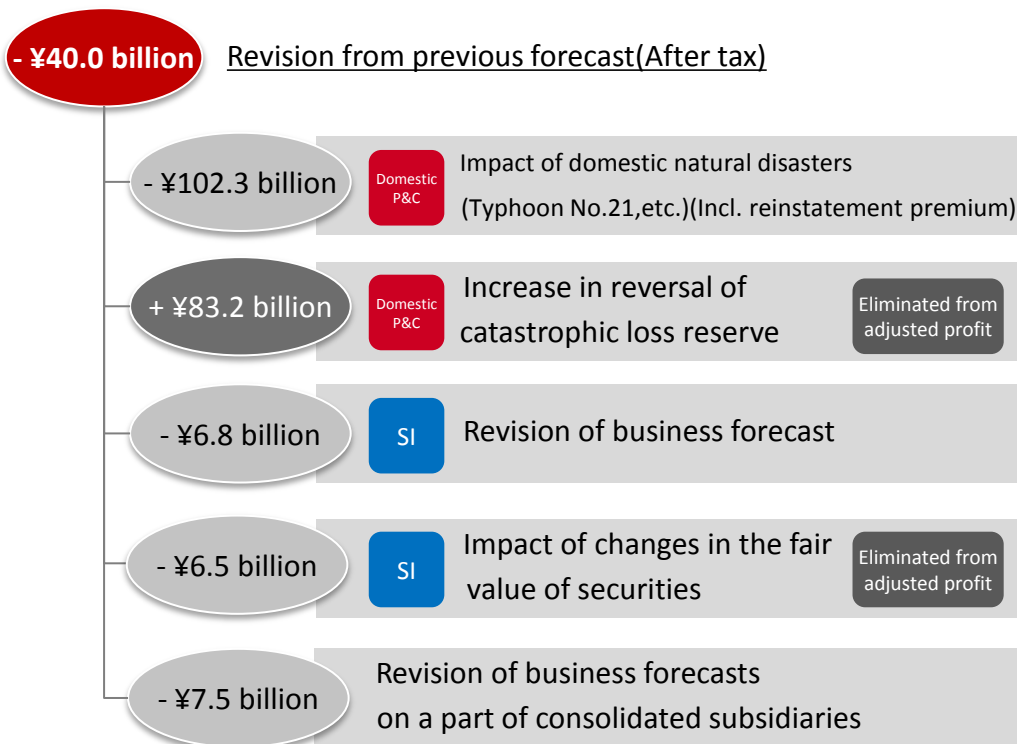 - ¥40.0 billion
Revision from previous forecast(After tax)
- ¥102.3 billion
Domestic
P&C
Impact of domestic natural disasters
(Typhoon No.21,etc.)(Incl. reinstatement premium)
+ ¥83.2 billion
Domestic
P&C
Increase in reversal of
catastrophic loss reserve
Eliminated from
adjusted profit
- ¥6.8 billion
SI
Revision of business forecast
- ¥6.5 billion
SI
Impact of changes in the fair
value of securities
Eliminated from
adjusted profit
- ¥7.5 billion
Revision of business forecasts
on a part of consolidated subsidiaries